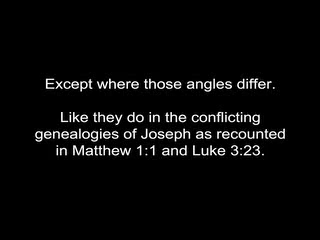 Except where those angles differ.
Like they do in the conflicting
genealogies of Joseph as recounted
in Matthew 1:1 and Luke 3:23.